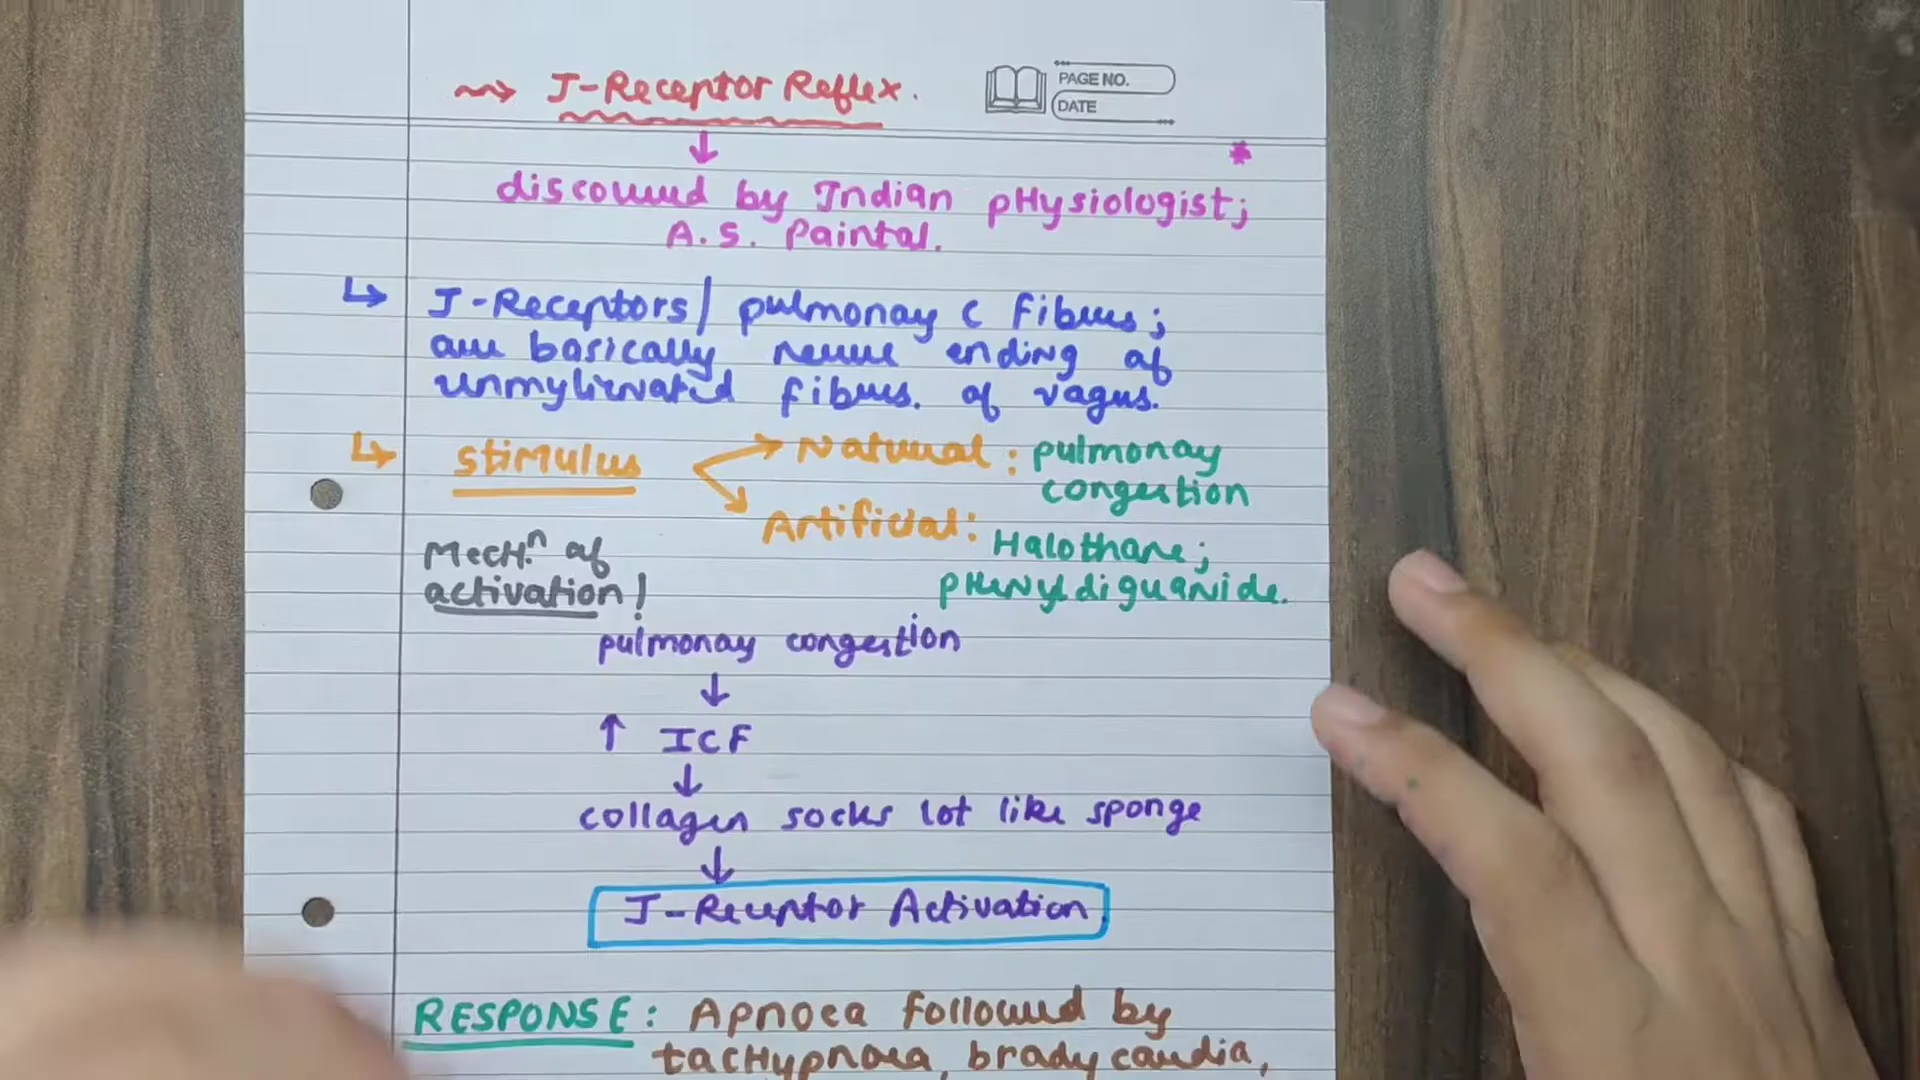 J-Receptor Reflex.
PAGE NO.
DATE
discovered by Indian pHysiologist;
A.S. Paintal.
J-Receptors/ pulmonary c fibres;
are basically nerve ending of
unmylinated fibres. of vagus.
stimulus Natural: pulmonary
congestion
Artificial: Halothane;
pHenyldiguanide.
MecH.n of
activation!
pulmonary congestion
↓
↑ ICF
↓
collagen socks lot like sponge
↓
J-Receptor Activation
RESPONSE: Apnoea followed by
tacHypnoea, bradycardia,